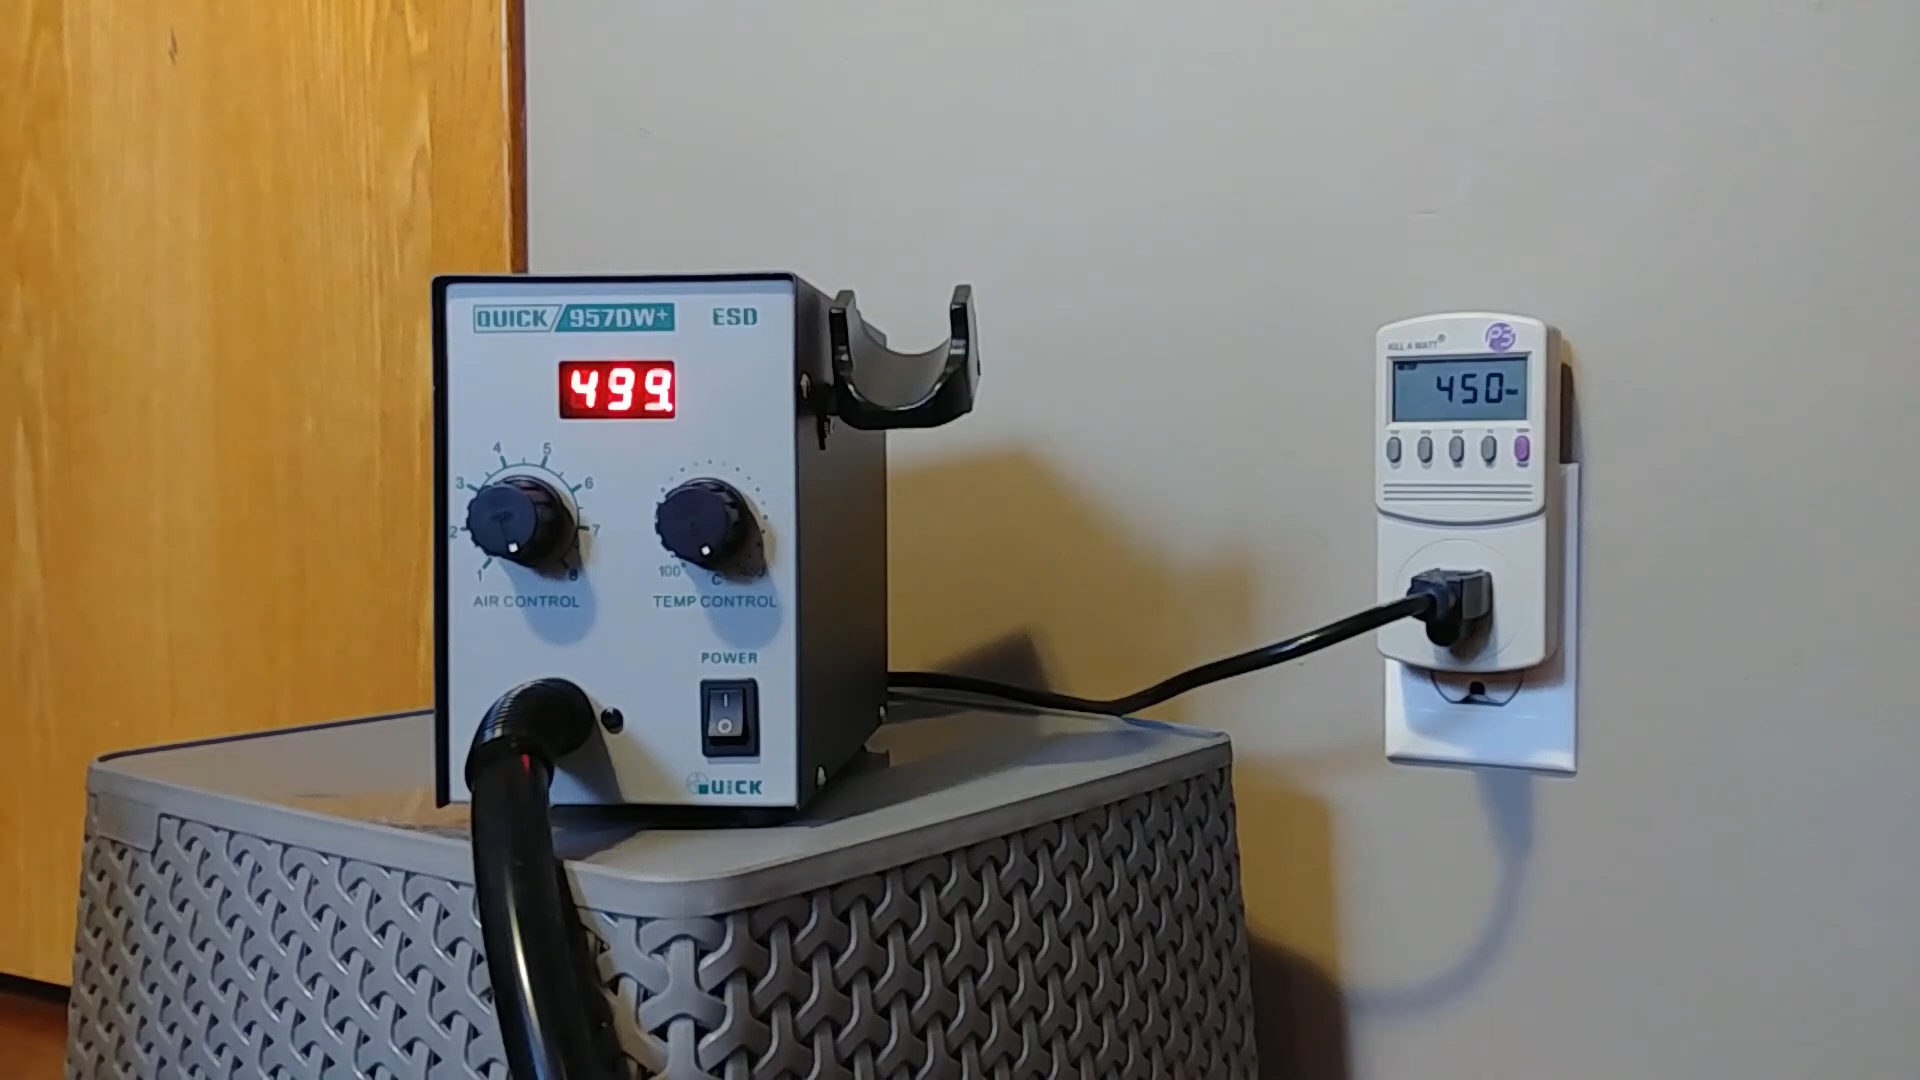 QUICK 957DW+ ESD
499.
1 2 3 4 5 6 7 8
AIR CONTROL
100° °C 450
TEMP CONTROL
POWER
I
O
QUICK
KILL A WATT® P3
450